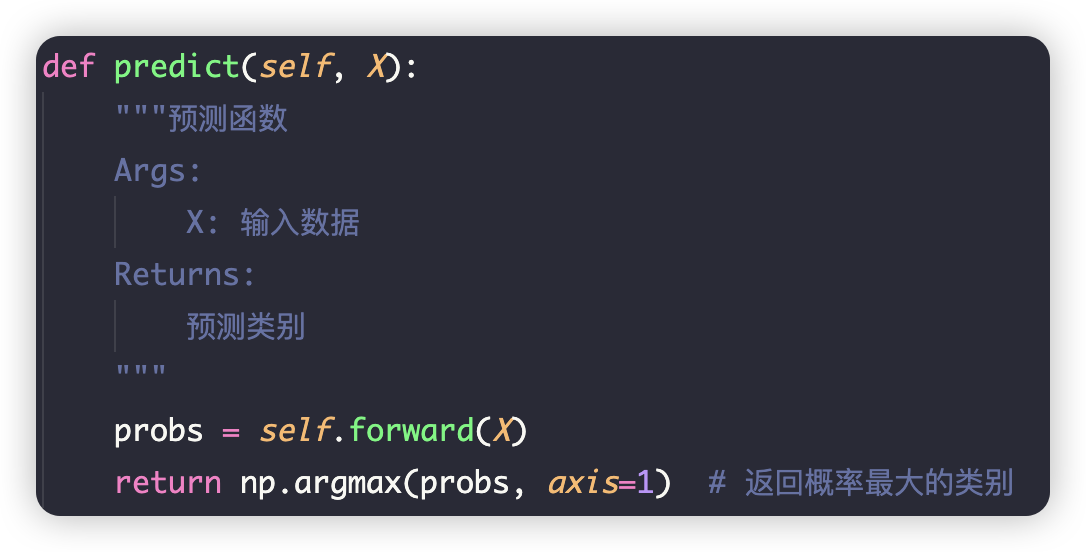 def predict(self, X):
    """预测函数
    Args:
        X: 输入数据
    Returns:
        预测类别
    """
    probs = self.forward(X)
    return np.argmax(probs, axis=1)  # 返回概率最大的类别